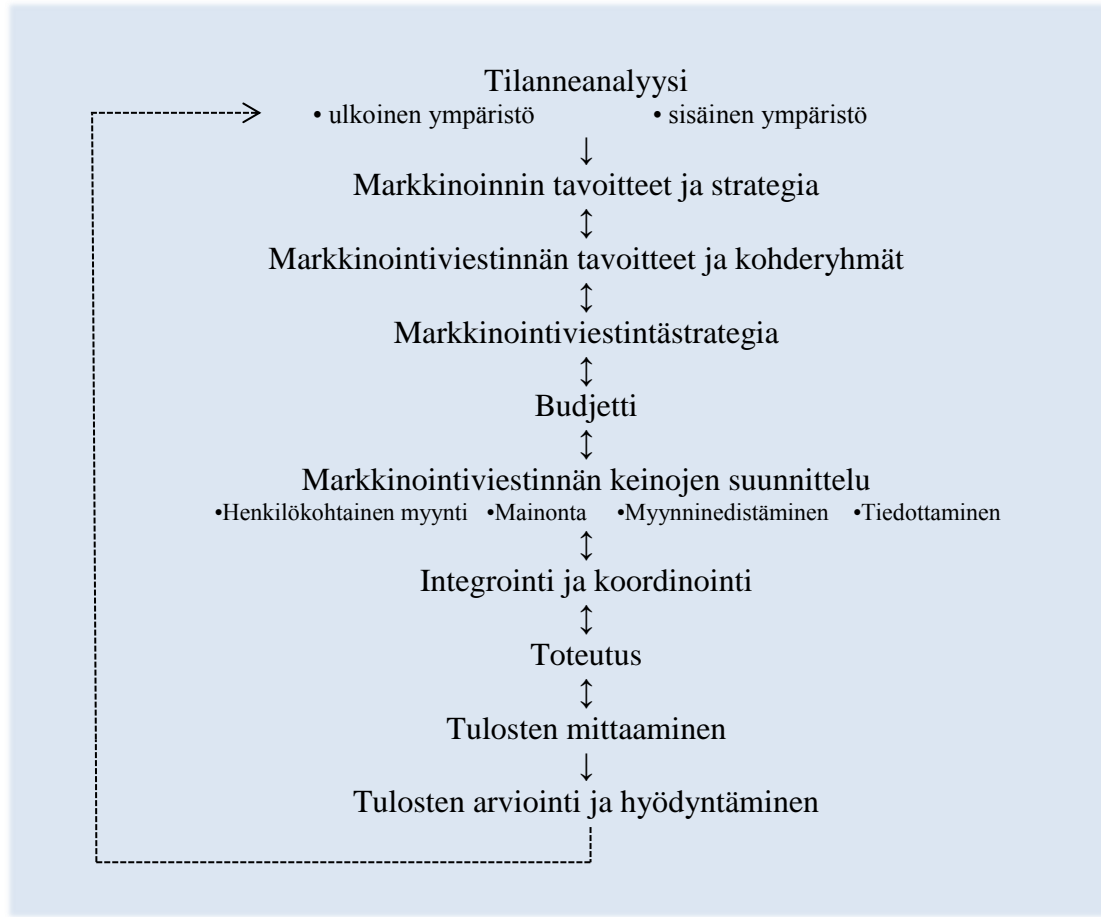 Tilanneanalyysi
• ulkoinen ympäristö • sisäinen ympäristö
↓
Markkinoinnin tavoitteet ja strategia
↕
Markkinointiviestinnän tavoitteet ja kohderyhmät
↕
Markkinointiviestintästrategia
↕
Budjetti
↕
Markkinointiviestinnän keinojen suunnittelu
•Henkilökohtainen myynti •Mainonta •Myynninedistäminen •Tiedottaminen
↕
Integrointi ja koordinointi
↕
Toteutus
↕
Tulosten mittaaminen
↓
Tulosten arviointi ja hyödyntäminen